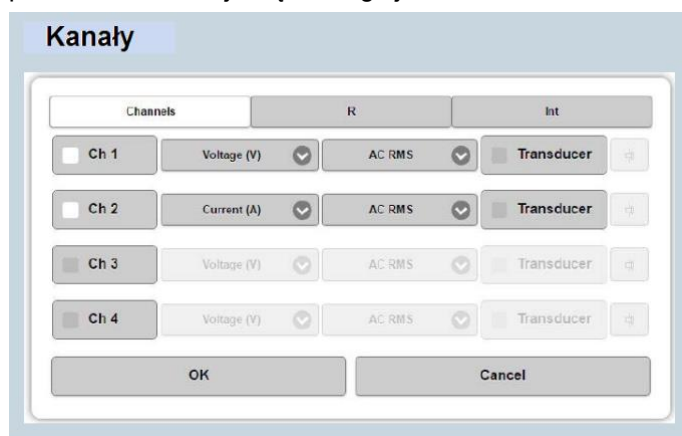 Kanały
Channels R Int
Ch 1 Voltage (V) AC RMS Transducer
Ch 2 Current (A) AC RMS Transducer
Ch 3 Voltage (V) AC RMS Transducer
Ch 4 Voltage (V) AC RMS Transducer
OK Cancel